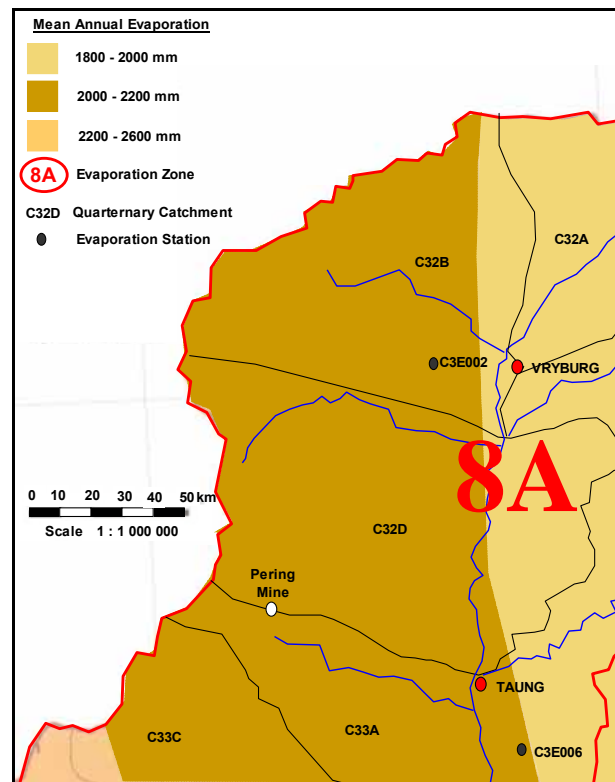 Mean Annual Evaporation
1800 - 2000 mm
2000 - 2200 mm
2200 - 2600 mm
8A Evaporation Zone
C32D Quarternary Catchment
Evaporation Station
C32A
C32B
C3E002
VRYBURG
8A
0 10 20 30 40 50 km
Scale 1 : 1 000 000
C32D
Pering
Mine
TAUNG
C33C
C33A
C3E006